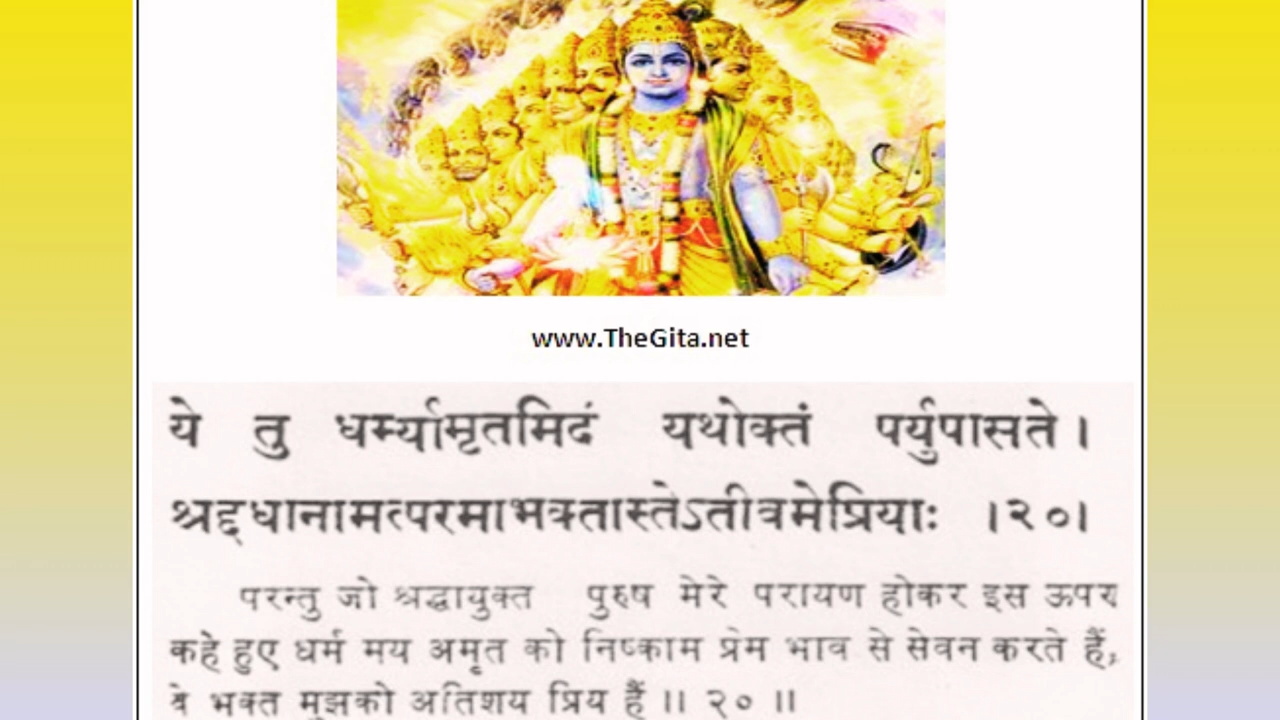 www.TheGita.net
ये तु धर्म्यामृतमिदं यथोक्तं पर्युपासते ।
श्रद्दधानामत्परमाभक्तास्तेऽतीवमेप्रियाः ।२०।
परन्तु जो श्रद्धायुक्त पुरुष मेरे परायण होकर इस ऊपर
कहे हुए धर्म मय अमृत को निष्काम प्रेम भाव से सेवन करते हैं,
वे भक्त मुझको अतिशय प्रिय हैं ॥ २० ॥